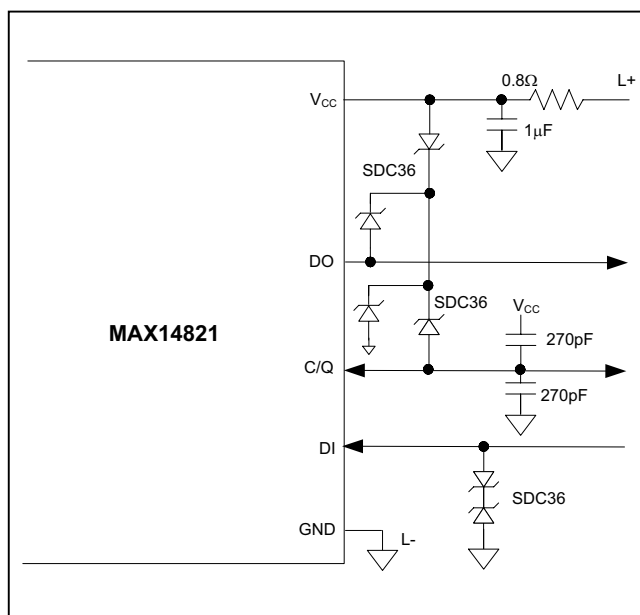 0.8Ω
L+
VCC
1µF
SDC36
DO
SDC36
VCC
MAX14821
270pF
C/Q
270pF
DI
SDC36
GND
L-